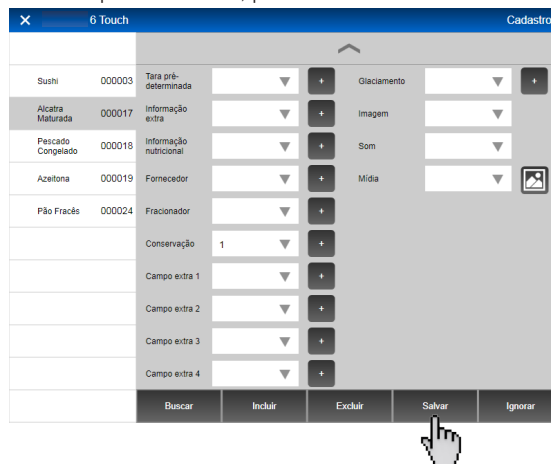 6 Touch
Cadastro
Sushi 000003
Alcatra
Maturada 000017
Pescado
Congelado 000018
Azeitona 000019
Pão Fracês 000024
Tara pré-
determinada
+
Glaciamento
+
Informação
extra
+
Imagem
Informação
nutricional
+
Som
Fornecedor
+
Mídia
Fracionador
+
Conservação 1
+
Campo extra 1
+
Campo extra 2
+
Campo extra 3
+
Campo extra 4
+
Buscar Incluir Excluir Salvar Ignorar